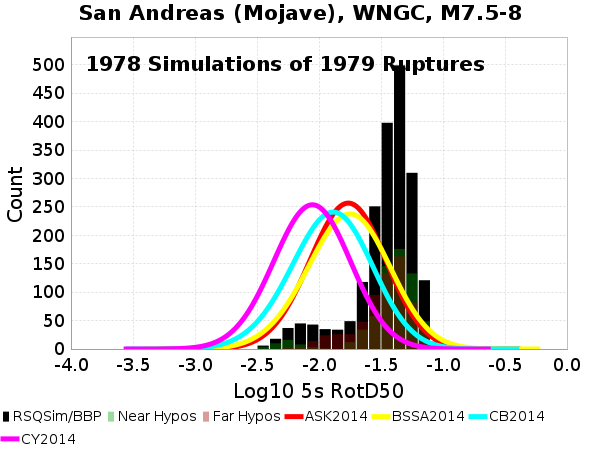 San Andreas (Mojave), WNGC, M7.5-8
1978 Simulations of 1979 Ruptures
Count
500
450
400
350
300
250
200
150
100
50
0
-4.0 -3.5 -3.0 -2.5 -2.0 -1.5 -1.0 -0.5 0.0
Log10 5s RotD50
RSQSim/BBP Near Hypos Far Hypos ASK2014 BSSA2014 CB2014
CY2014